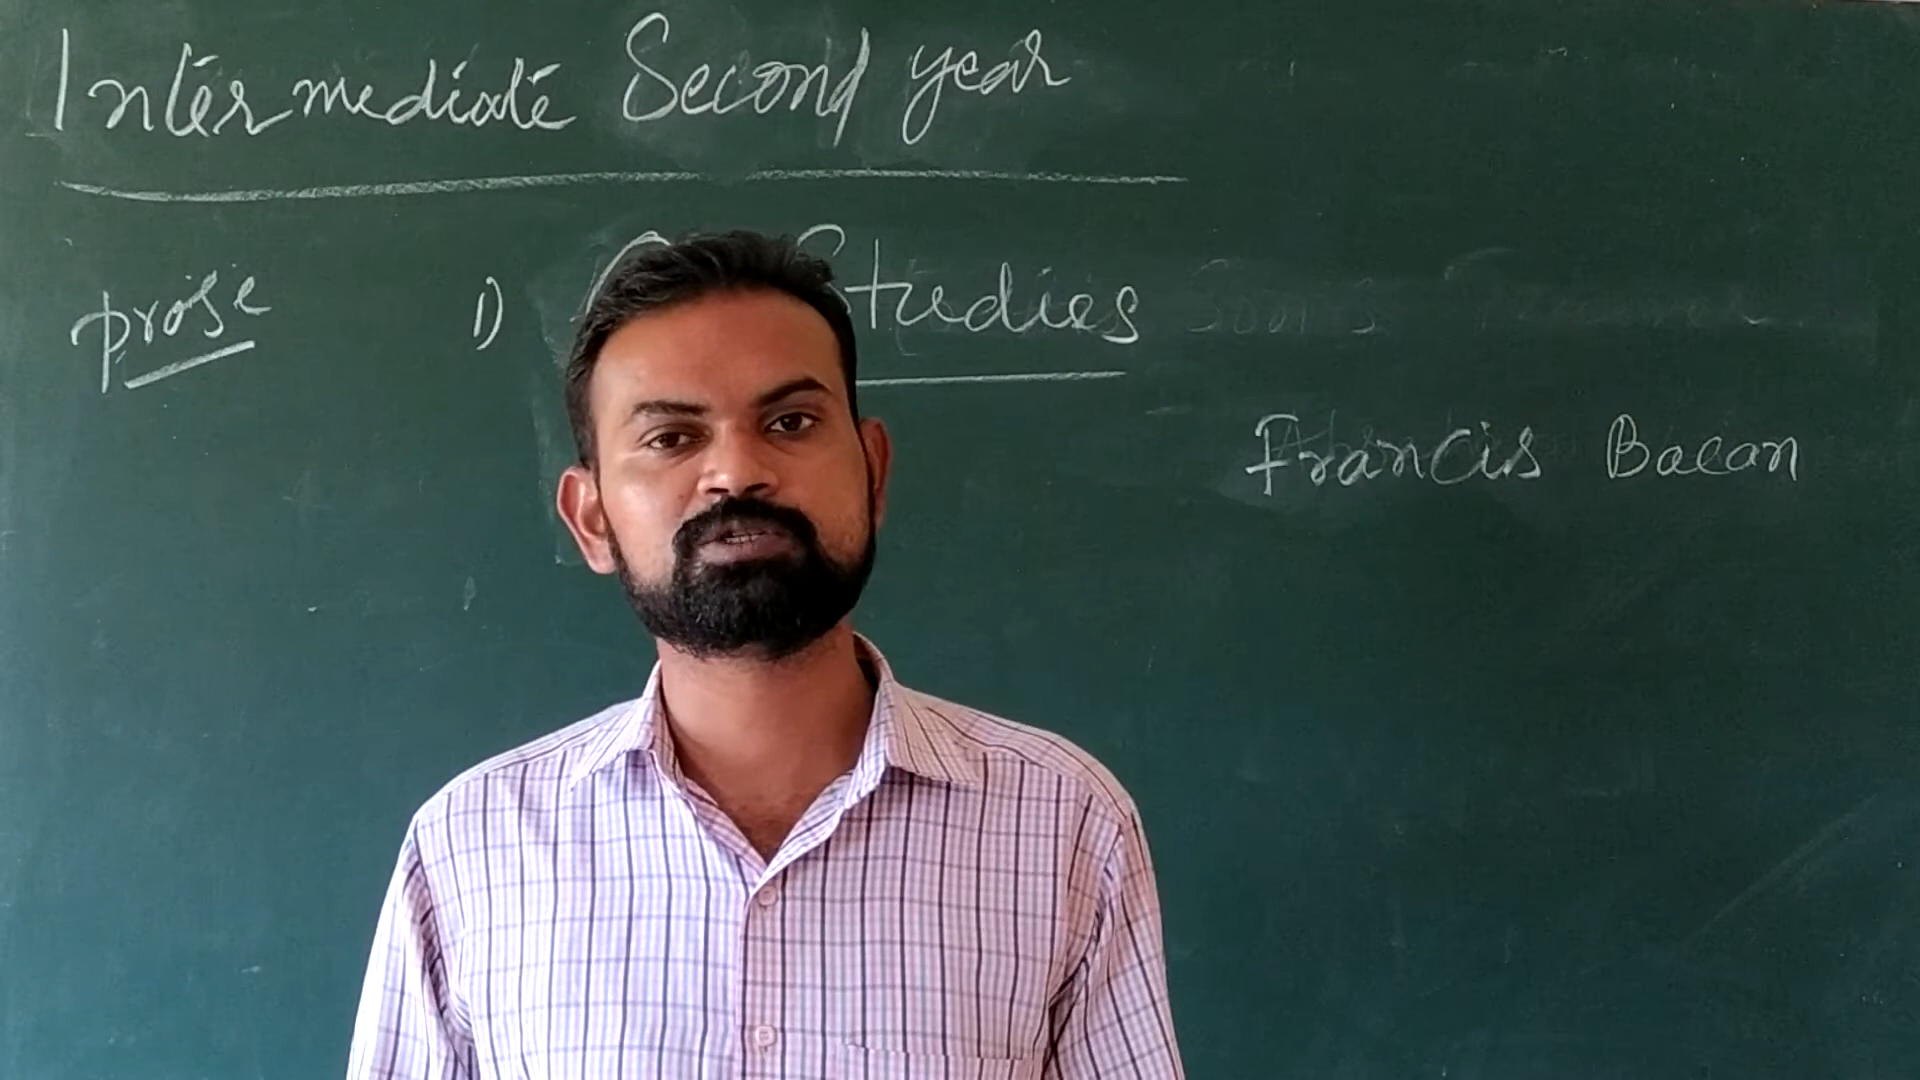 Intermediate Second year
prose 1) Studies
Francis Bacan